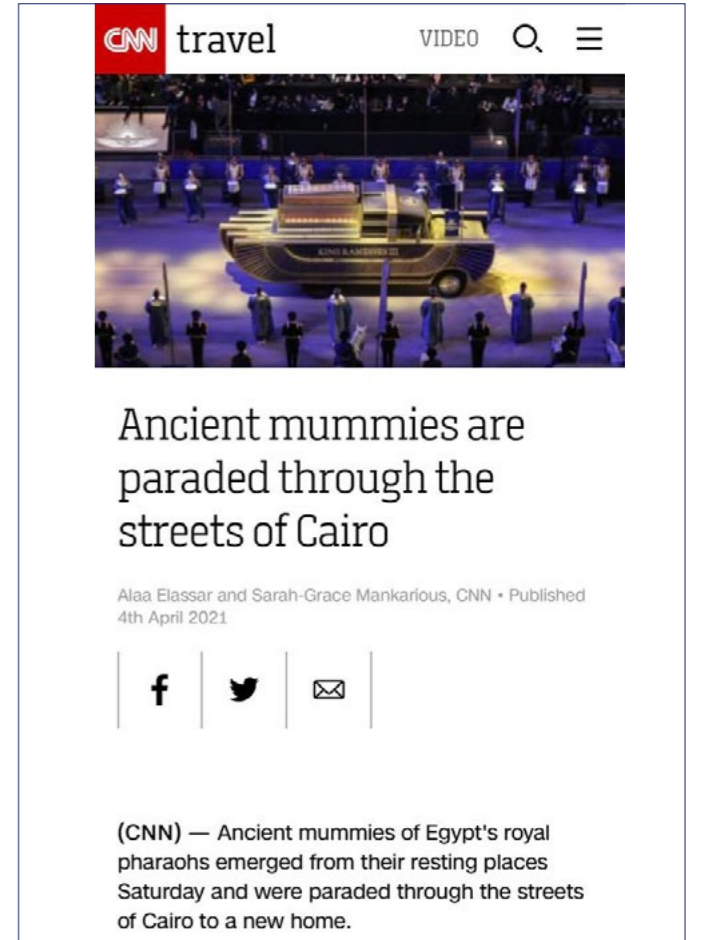 CNN travel VIDEO
KING RAMESSES III
Ancient mummies are
paraded through the
streets of Cairo
Alaa Elassar and Sarah-Grace Mankarious, CNN • Published
4th April 2021
(CNN) — Ancient mummies of Egypt's royal
pharaohs emerged from their resting places
Saturday and were paraded through the streets
of Cairo to a new home.